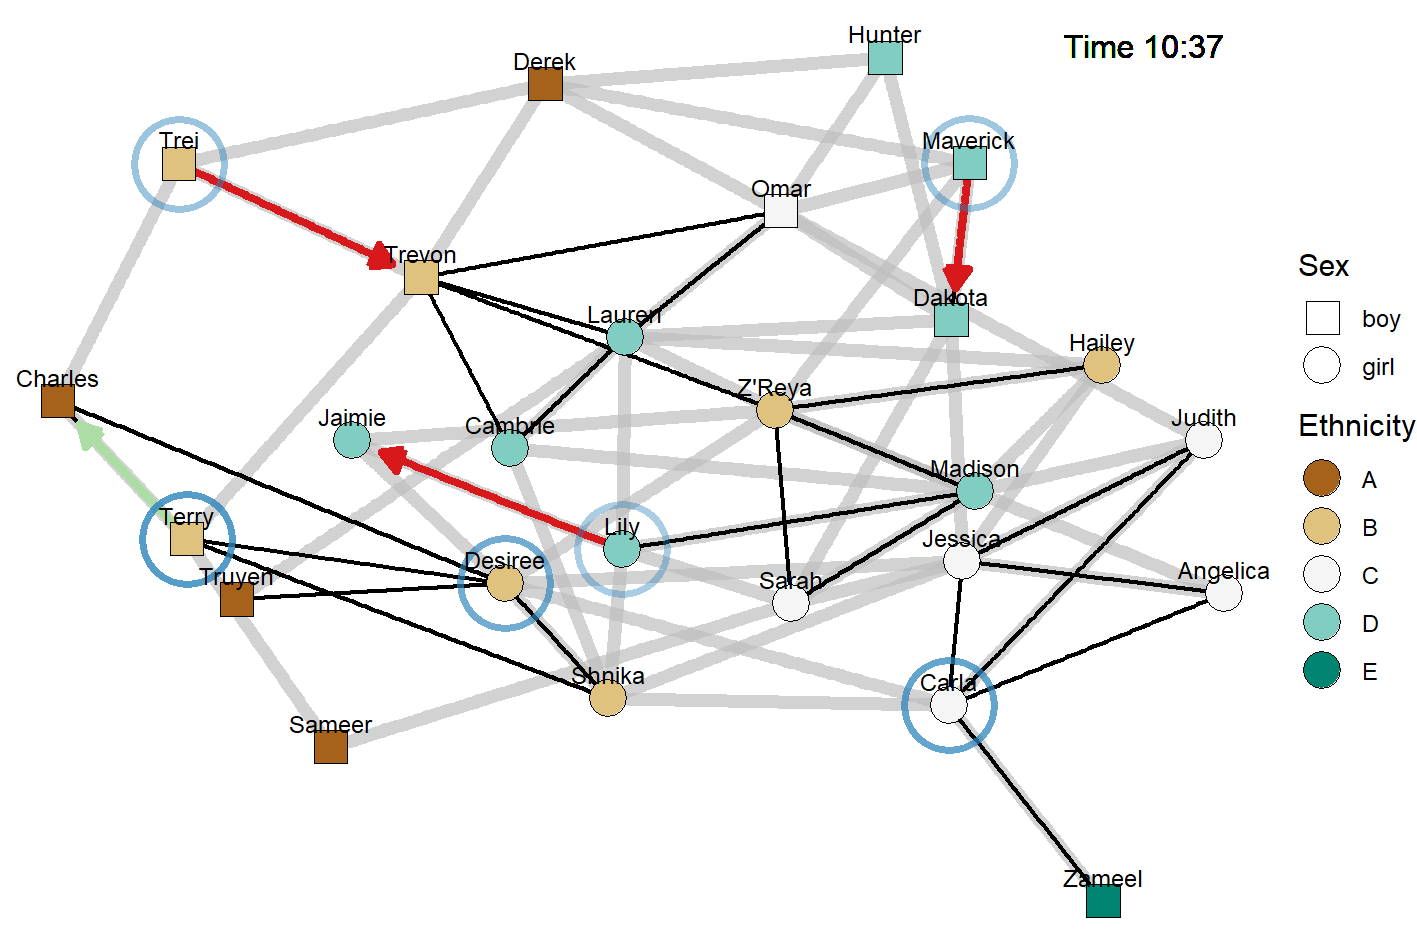 Hunter
Time 10:37
Derek
Trei
Maverick
Omar
Trevon
Sex
Dakota
boy
Lauren
Hailey
girl
Charles
Z'Reya
Jaimie
Cambrie
Judith
Ethnicity
Madison
A
Terry
Lily
B
Jessica
Desiree
Truyen
Sarah
Angelica
C
D
Shnika
Carla
E
Sameer
Zameel